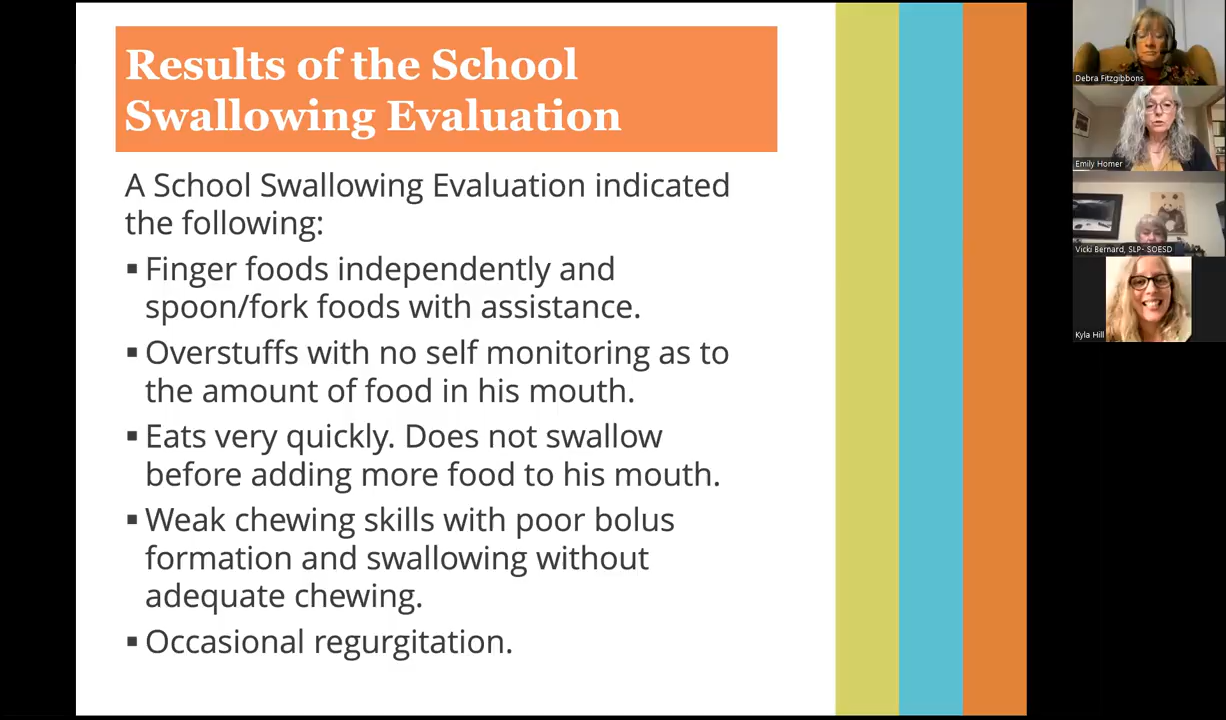 Results of the School
Swallowing Evaluation
A School Swallowing Evaluation indicated
the following:
▪ Finger foods independently and
spoon/fork foods with assistance.
▪ Overstuffs with no self monitoring as to
the amount of food in his mouth.
▪ Eats very quickly. Does not swallow
before adding more food to his mouth.
▪ Weak chewing skills with poor bolus
formation and swallowing without
adequate chewing.
▪ Occasional regurgitation.
Debra Fitzgibbons
Emily Homer
Vicki Bernard, SLP- SOESD
Kyla Hill